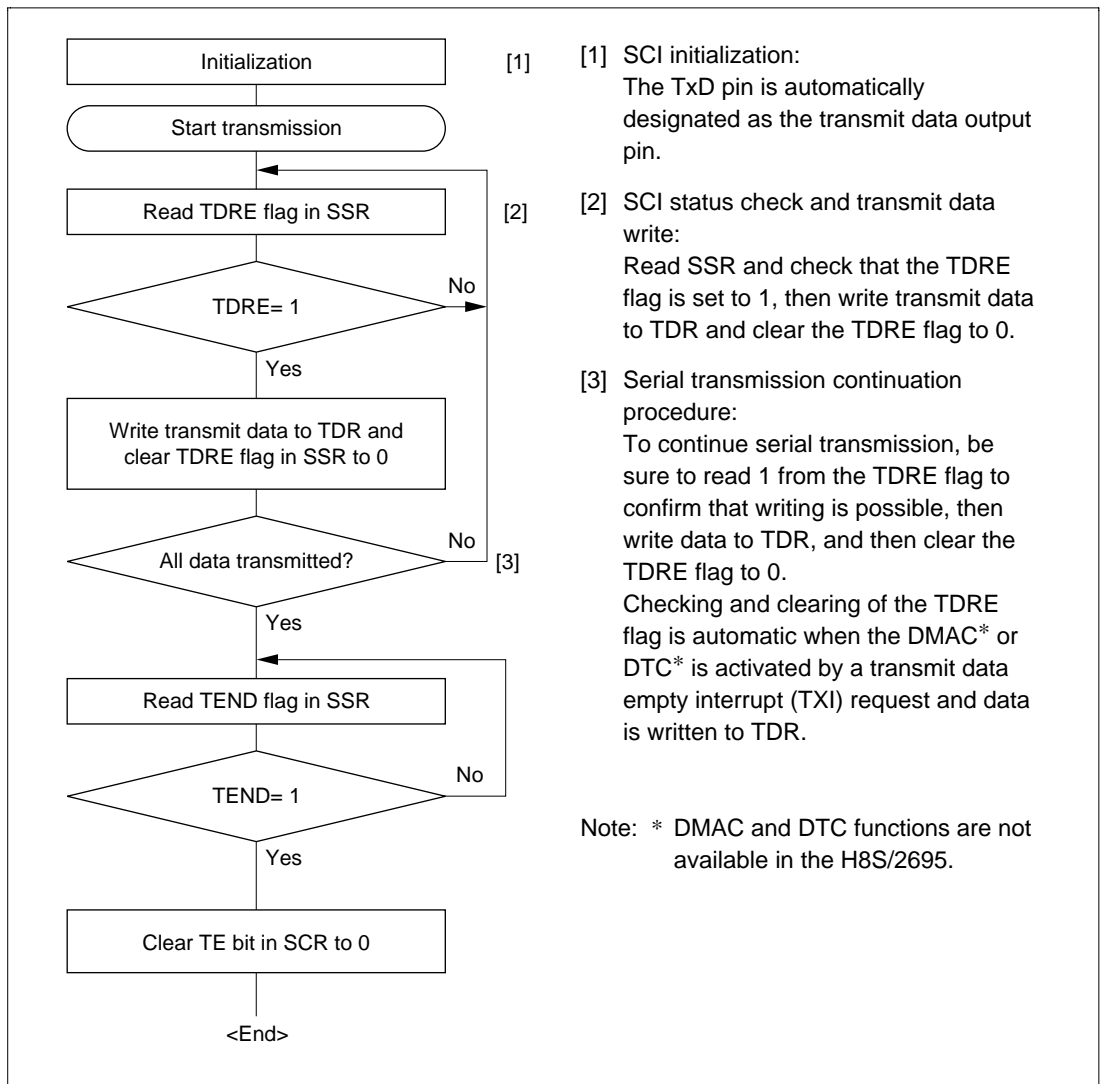 Initialization
[1]
Start transmission
Read TDRE flag in SSR
[2]
No
TDRE= 1
Yes
Write transmit data to TDR and
clear TDRE flag in SSR to 0
No
All data transmitted?
[3]
Yes
Read TEND flag in SSR
No
TEND= 1
Yes
Clear TE bit in SCR to 0
<End>
[1] SCI initialization:
The TxD pin is automatically
designated as the transmit data output
pin.
[2] SCI status check and transmit data
write:
Read SSR and check that the TDRE
flag is set to 1, then write transmit data
to TDR and clear the TDRE flag to 0.
[3] Serial transmission continuation
procedure:
To continue serial transmission, be
sure to read 1 from the TDRE flag to
confirm that writing is possible, then
write data to TDR, and then clear the
TDRE flag to 0.
Checking and clearing of the TDRE
flag is automatic when the DMAC* or
DTC* is activated by a transmit data
empty interrupt (TXI) request and data
is written to TDR.
Note: * DMAC and DTC functions are not
available in the H8S/2695.